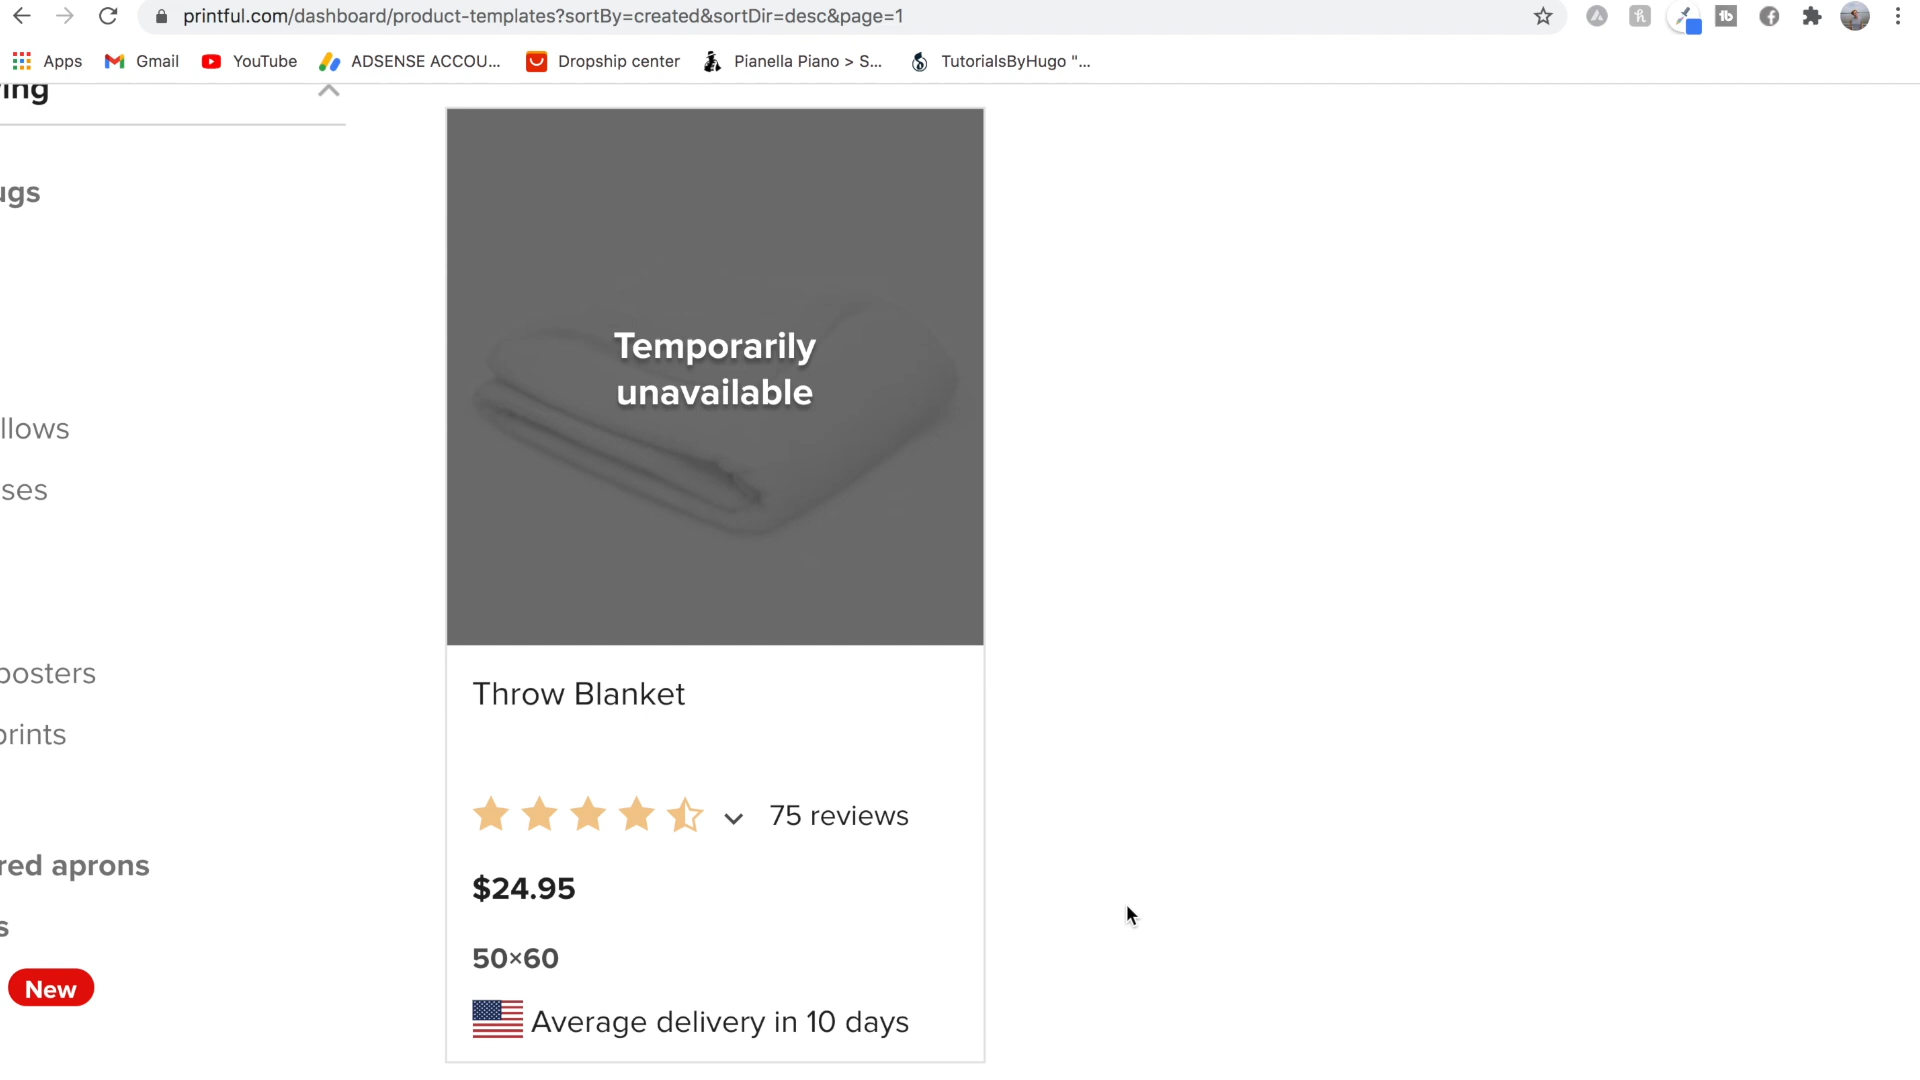 printful.com/dashboard/product-templates?sortBy=created&sortDir=desc&page=1
Apps Gmail YouTube ADSENSE ACCOU... Dropship center Pianella Piano > S... TutorialsByHugo "...
ing
ugs
llows
ses
posters
prints
red aprons
s
New
Temporarily
unavailable
Throw Blanket
75 reviews
$24.95
50×60
Average delivery in 10 days